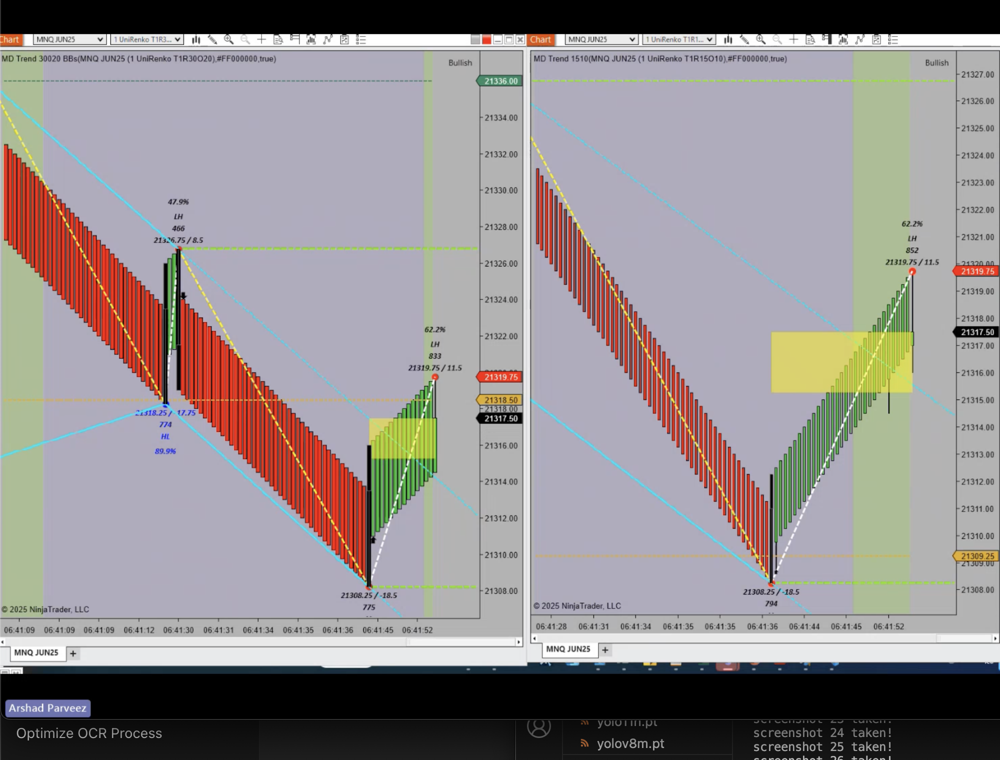 Chart
MNQ JUN25
1 UniRenko T1R3...
MD Trend 30020 BBs(MNQ JUN25 (1 UniRenko T1R30O20),#FF000000,true)
Bullish
21336.00
21334.00
21332.00
21330.00
21328.00
21326.00
21324.00
21322.00
21319.75
21318.50
21318.00
21317.50
21316.00
21314.00
21312.00
21310.00
21308.00
47.9%
LH
466
21326.75 / 8.5
21318.25 / -17.75
774
HL
89.9%
62.2%
LH
833
21319.75 / 11.5
21308.25 / -18.5
775
© 2025 NinjaTrader, LLC
06:41:09 06:41:09 06:41:09 06:41:12 06:41:30 06:41:31 06:41:35 06:41:36 06:41:36 06:41:45 06:41:52
MNQ JUN25
+
Chart
MNQ JUN25
1 UniRenko T1R1...
MD Trend 1510(MNQ JUN25 (1 UniRenko T1R15O10),#FF000000,true)
Bullish
21327.00
21326.00
21325.00
21324.00
21323.00
21322.00
21321.00
21319.75
21319.00
21318.00
21317.50
21317.00
21316.00
21315.00
21314.00
21313.00
21312.00
21311.00
21310.00
21309.25
21308.00
62.2%
LH
852
21319.75 / 11.5
21308.25 / -18.5
794
06:41:28 06:41:31 06:41:34 06:41:35 06:41:36 06:41:36 06:41:44 06:41:45 06:41:52
MNQ JUN25
+
Arshad Parveez
Optimize OCR Process
yolo11n.pt
yolov8m.pt
screenshot 24 taken!
screenshot 25 taken!
screenshot 26 taken!